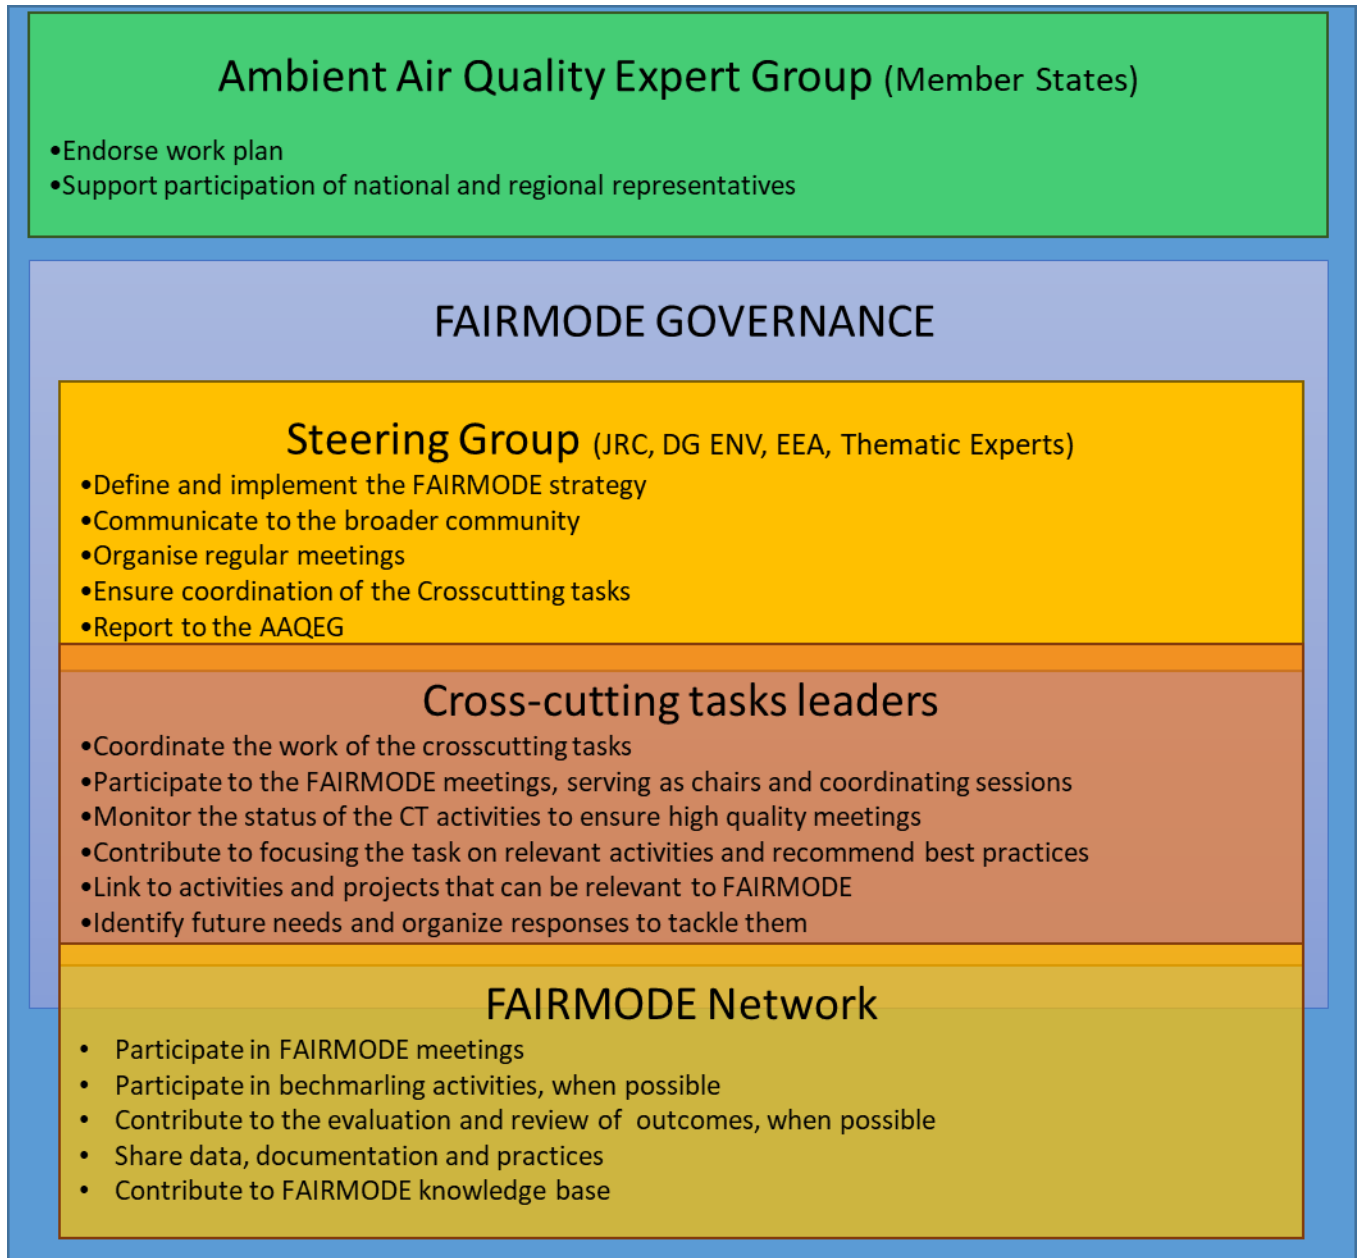 Ambient Air Quality Expert Group (Member States)
•Endorse work plan
•Support participation of national and regional representatives
FAIRMODE GOVERNANCE
Steering Group (JRC, DG ENV, EEA, Thematic Experts)
•Define and implement the FAIRMODE strategy
•Communicate to the broader community
•Organise regular meetings
•Ensure coordination of the Crosscutting tasks
•Report to the AAQEG
Cross-cutting tasks leaders
•Coordinate the work of the crosscutting tasks
•Participate to the FAIRMODE meetings, serving as chairs and coordinating sessions
•Monitor the status of the CT activities to ensure high quality meetings
•Contribute to focusing the task on relevant activities and recommend best practices
•Link to activities and projects that can be relevant to FAIRMODE
•Identify future needs and organize responses to tackle them
FAIRMODE Network
• Participate in FAIRMODE meetings
• Participate in bechmarling activities, when possible
• Contribute to the evaluation and review of outcomes, when possible
• Share data, documentation and practices
• Contribute to FAIRMODE knowledge base